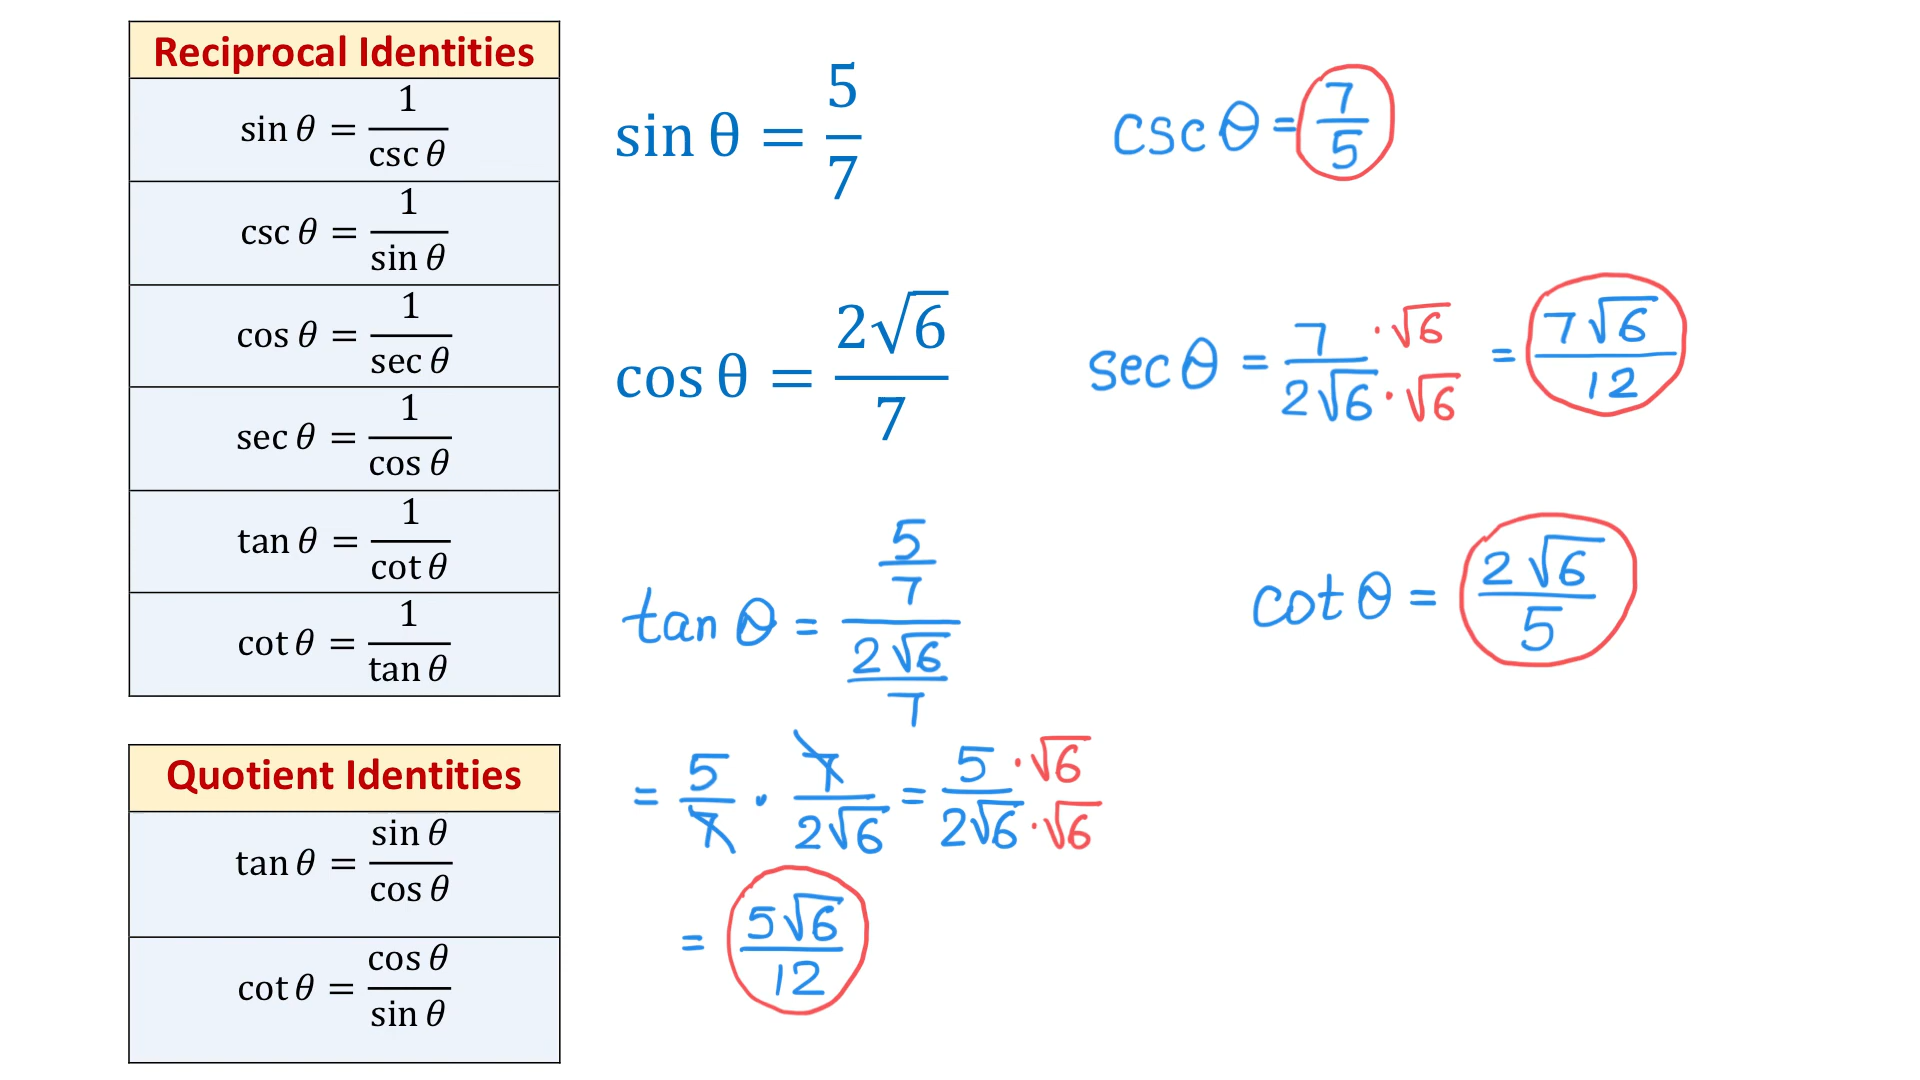 Reciprocal Identities
sin θ = 1/csc θ
csc θ = 1/sin θ
cos θ = 1/sec θ
sec θ = 1/cos θ
tan θ = 1/cot θ
cot θ = 1/tan θ
Quotient Identities
tan θ = sin θ/cos θ
cot θ = cos θ/sin θ
sin θ = 5/7
csc θ = 7/5
cos θ = 2√6/7
sec θ = 7·√6/2√6·√6 = 7√6/12
tan θ = (5/7)/(2√6/7)
cot θ = 2√6/5
= 5/7 · 7/2√6 = 5·√6/2√6·√6
= 5√6/12